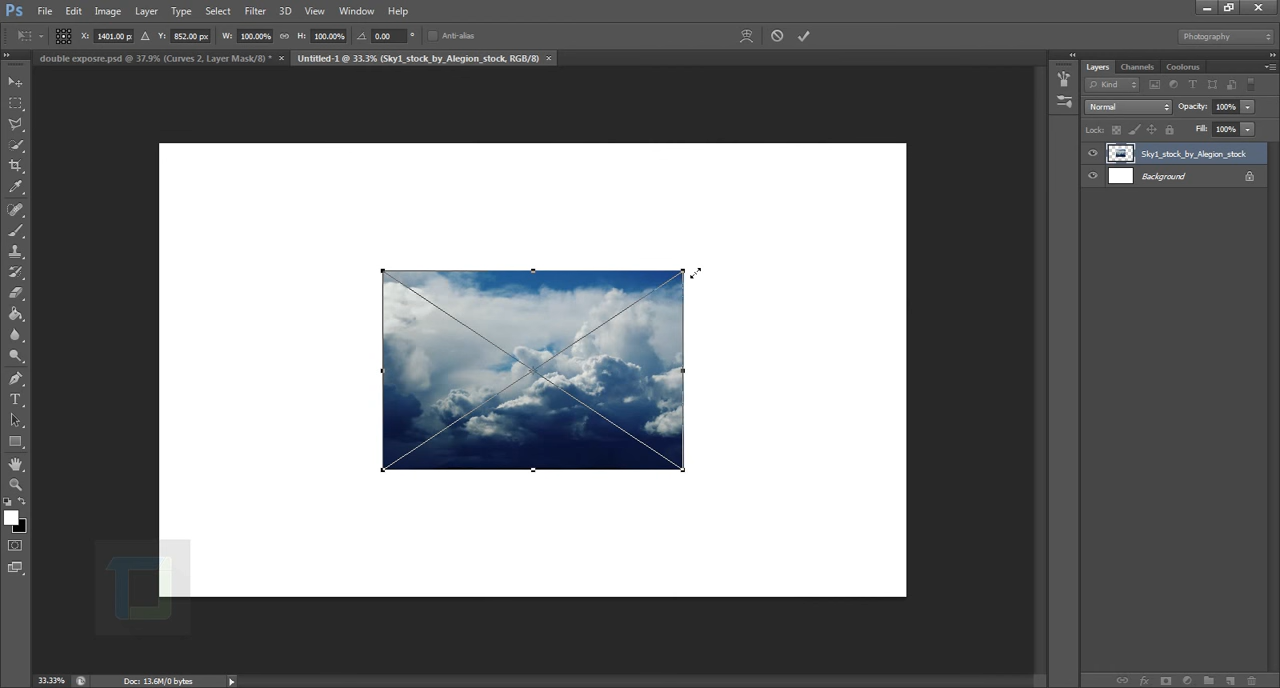 Ps File Edit Image Layer Type Select Filter 3D View Window Help
X: 1401.00 p Y: 852.00 px W: 100.00% H: 100.00% 0.00 ° Anti-alias Photography
double exposre.psd @ 37.9% (Curves 2, Layer Mask/8) * × Untitled-1 @ 33.3% (Sky1_stock_by_Alegion_stock, RGB/8) ×
Layers Channels Coolorus
Kind
Normal Opacity: 100%
Lock: Fill: 100%
Sky1_stock_by_Alegion_stock
Background
33.33% Doc: 13.6M/0 bytes